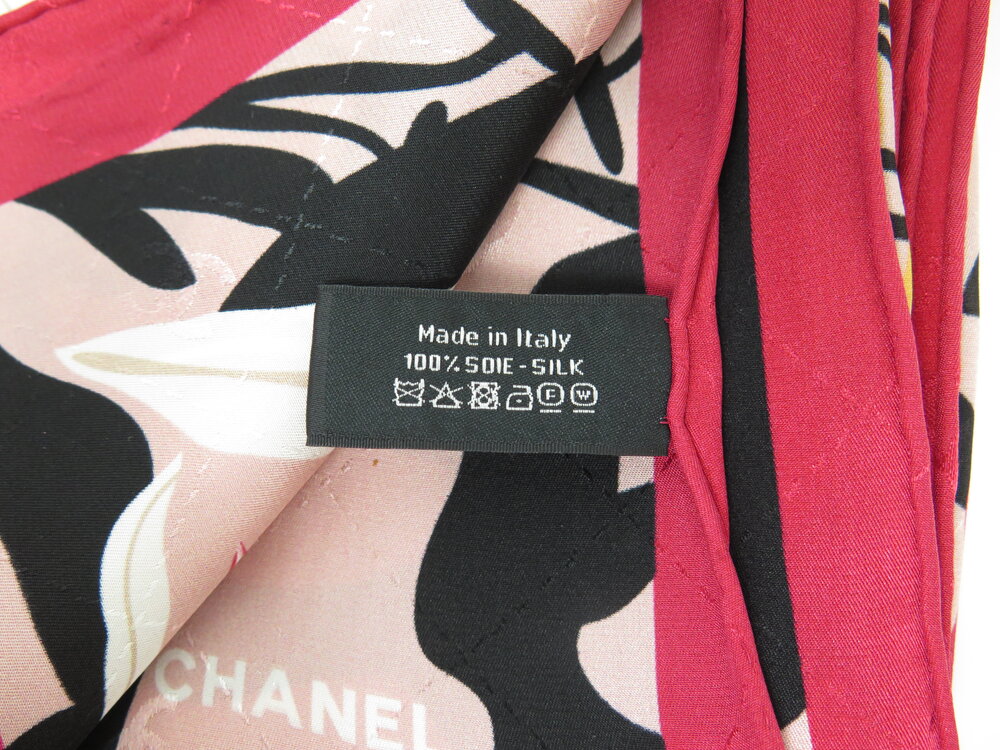 Made in Italy
100% SOIE - SILK
F W
CHANEL